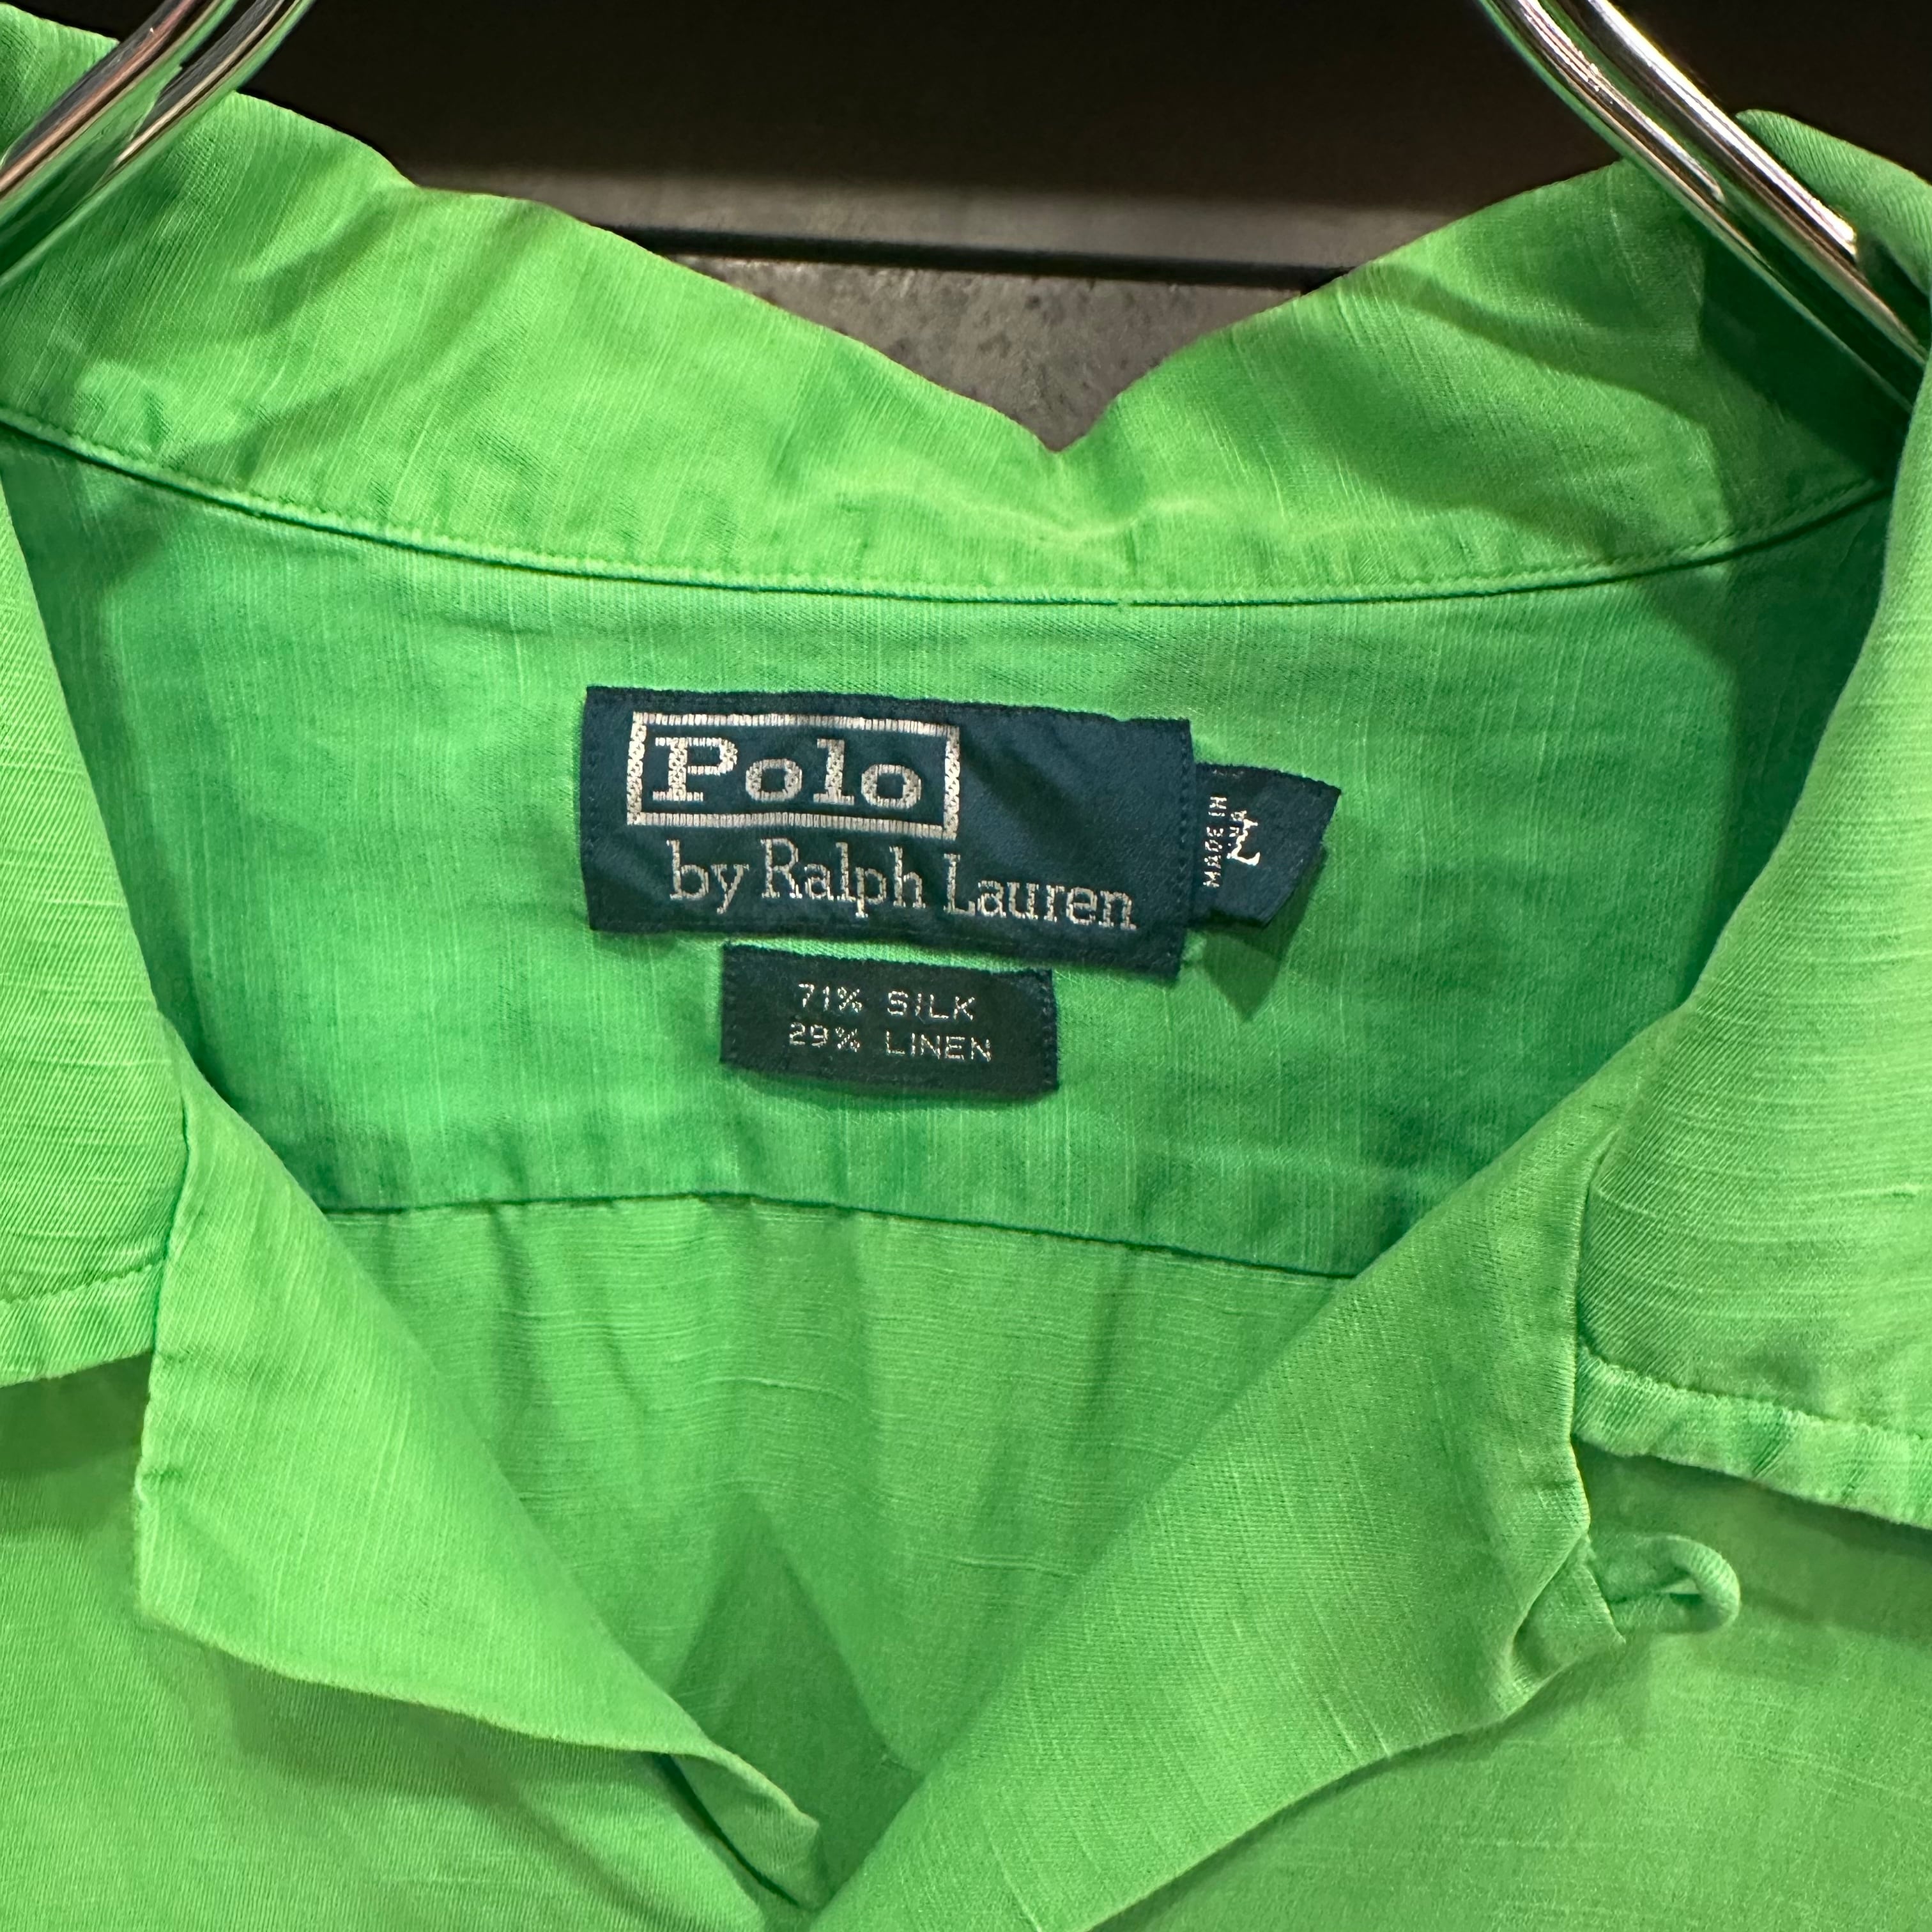 Polo
by Ralph Lauren
MADE IN
L
71% SILK
29% LINEN